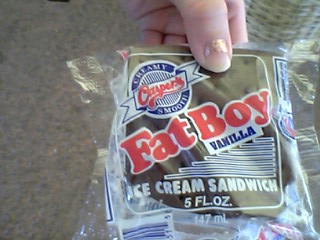 CREAMY
Casper's
SMOOTH
Fat Boy
VANILLA
ICE CREAM SANDWICH
5 FL.OZ.
147 ml